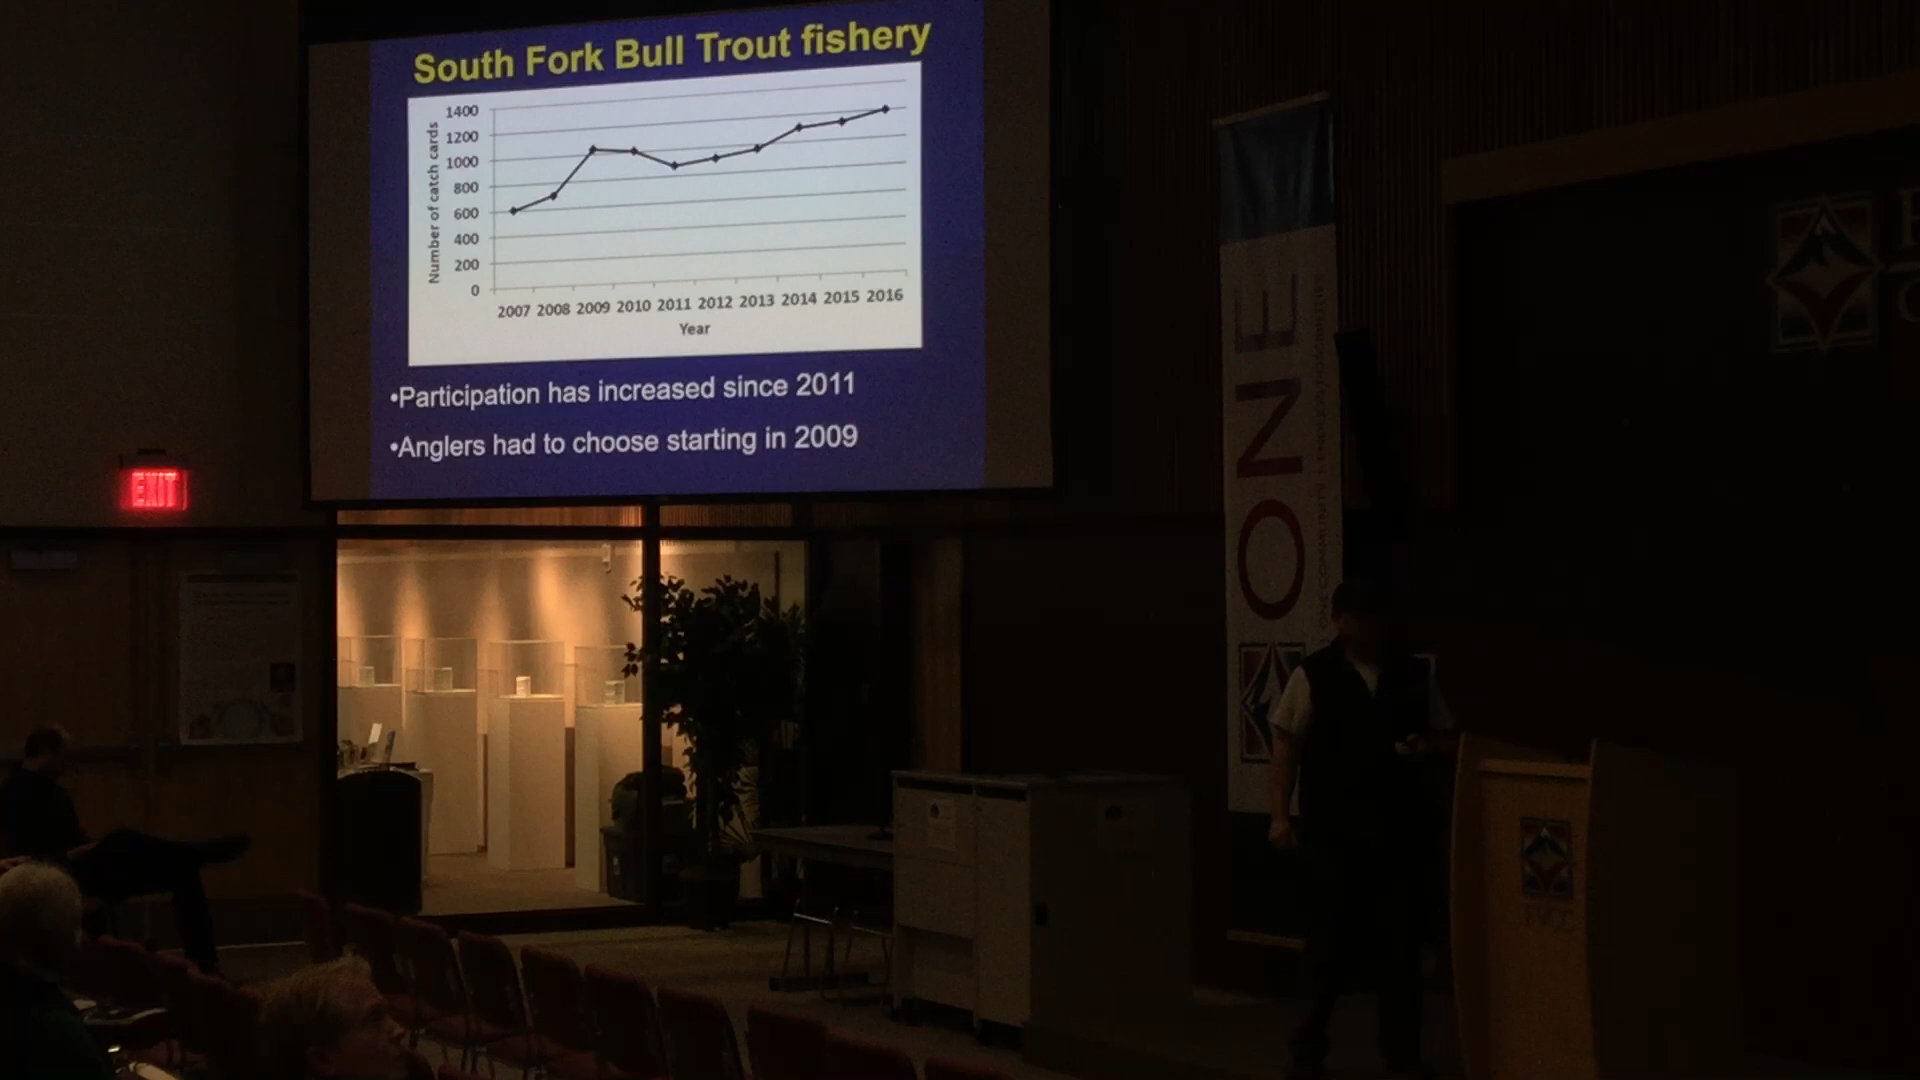 South Fork Bull Trout fishery
1400
1200
1000
800
600
400
200
0
Number of catch cards
2007 2008 2009 2010 2011 2012 2013 2014 2015 2016
Year
•Participation has increased since 2011
•Anglers had to choose starting in 2009
EXIT
ONE
FVCC